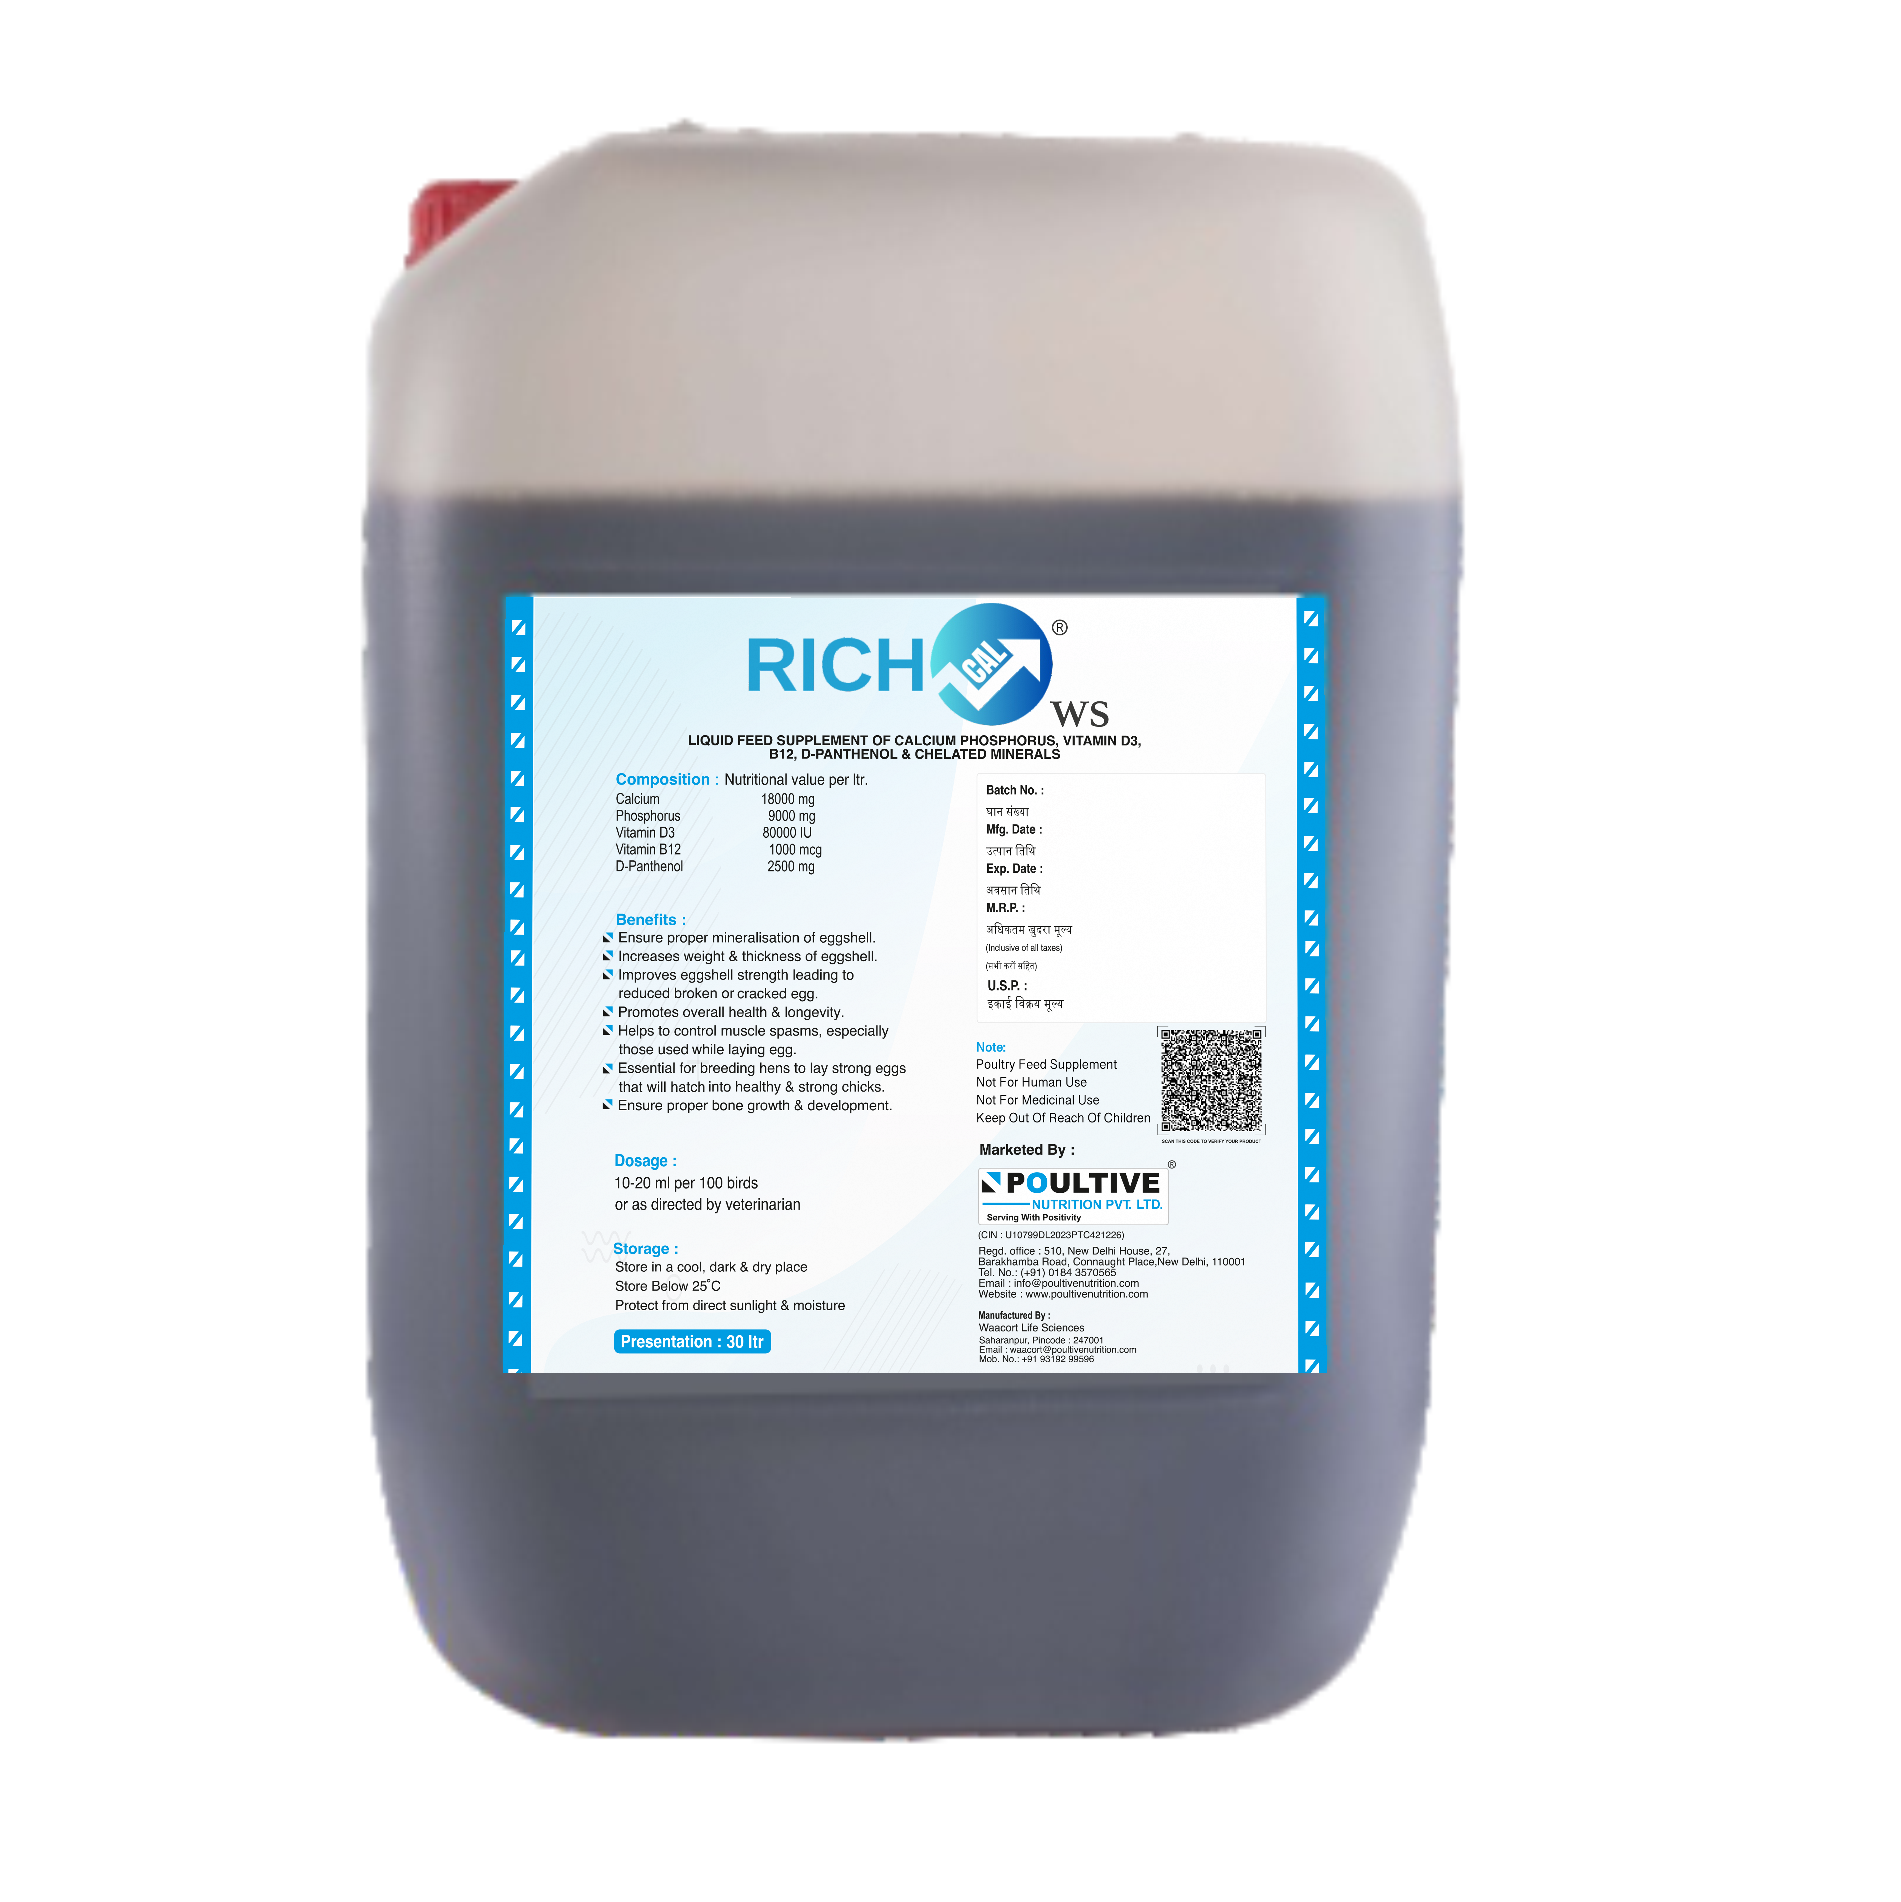 RICH CAL ®
WS
LIQUID FEED SUPPLEMENT OF CALCIUM PHOSPHORUS, VITAMIN D3,
B12, D-PANTHENOL & CHELATED MINERALS
Composition : Nutritional value per ltr.
Calcium 18000 mg
Phosphorus 9000 mg
Vitamin D3 80000 IU
Vitamin B12 1000 mcg
D-Panthenol 2500 mg
Benefits :
Ensure proper mineralisation of eggshell.
Increases weight & thickness of eggshell.
Improves eggshell strength leading to
reduced broken or cracked egg.
Promotes overall health & longevity.
Helps to control muscle spasms, especially
those used while laying egg.
Essential for breeding hens to lay strong eggs
that will hatch into healthy & strong chicks.
Ensure proper bone growth & development.
Dosage :
10-20 ml per 100 birds
or as directed by veterinarian
Storage :
Store in a cool, dark & dry place
Store Below 25°C
Protect from direct sunlight & moisture
Presentation : 30 ltr
Batch No. :
घान संख्या
Mfg. Date :
उत्पान तिथि
Exp. Date :
अवसान तिथि
M.R.P. :
अधिकतम खुदरा मूल्य
(Inclusive of all taxes)
(सभी करों सहित)
U.S.P. :
इकाई विक्रय मूल्य
Note:
Poultry Feed Supplement
Not For Human Use
Not For Medicinal Use
Keep Out Of Reach Of Children
SCAN THIS CODE TO VERIFY YOUR PRODUCT
Marketed By :
POULTIVE ®
NUTRITION PVT. LTD.
Serving With Positivity
(CIN : U10799DL2023PTC421226)
Regd. office : 510, New Delhi House, 27,
Barakhamba Road, Connaught Place,New Delhi, 110001
Tel. No.: (+91) 0184 3570565
Email : info@poultivenutrition.com
Website : www.poultivenutrition.com
Manufactured By :
Waacort Life Sciences
Saharanpur, Pincode : 247001
Email : waacort@poultivenutrition.com
Mob. No.: +91 93192 99596